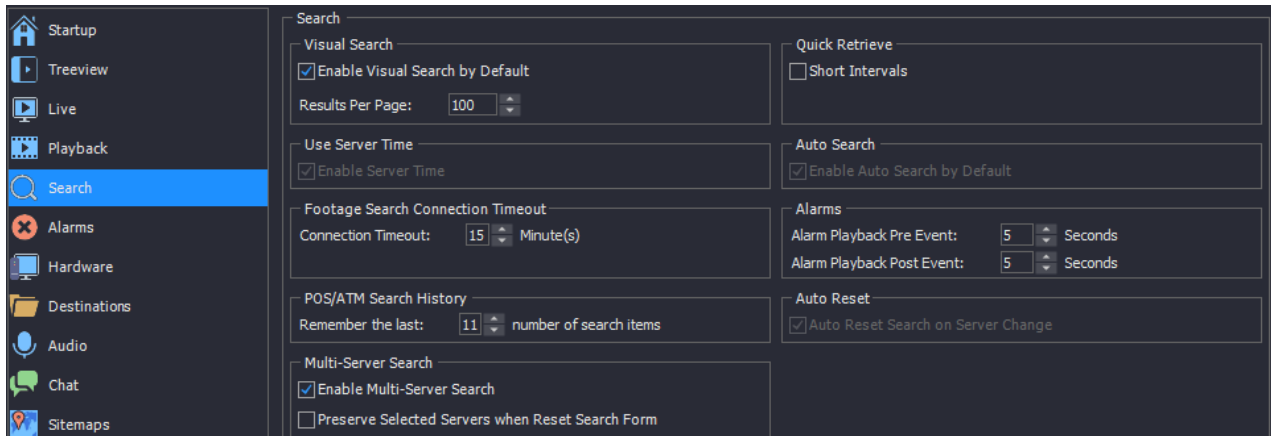 Startup
Treeview
Live
Playback
Search
Alarms
Hardware
Destinations
Audio
Chat
Sitemaps
Search
Visual Search
Enable Visual Search by Default
Results Per Page: 100
Quick Retrieve
Short Intervals
Use Server Time
Enable Server Time
Auto Search
Enable Auto Search by Default
Footage Search Connection Timeout
Connection Timeout: 15 Minute(s)
Alarms
Alarm Playback Pre Event: 5 Seconds
Alarm Playback Post Event: 5 Seconds
POS/ATM Search History
Remember the last: 11 number of search items
Auto Reset
Auto Reset Search on Server Change
Multi-Server Search
Enable Multi-Server Search
Preserve Selected Servers when Reset Search Form